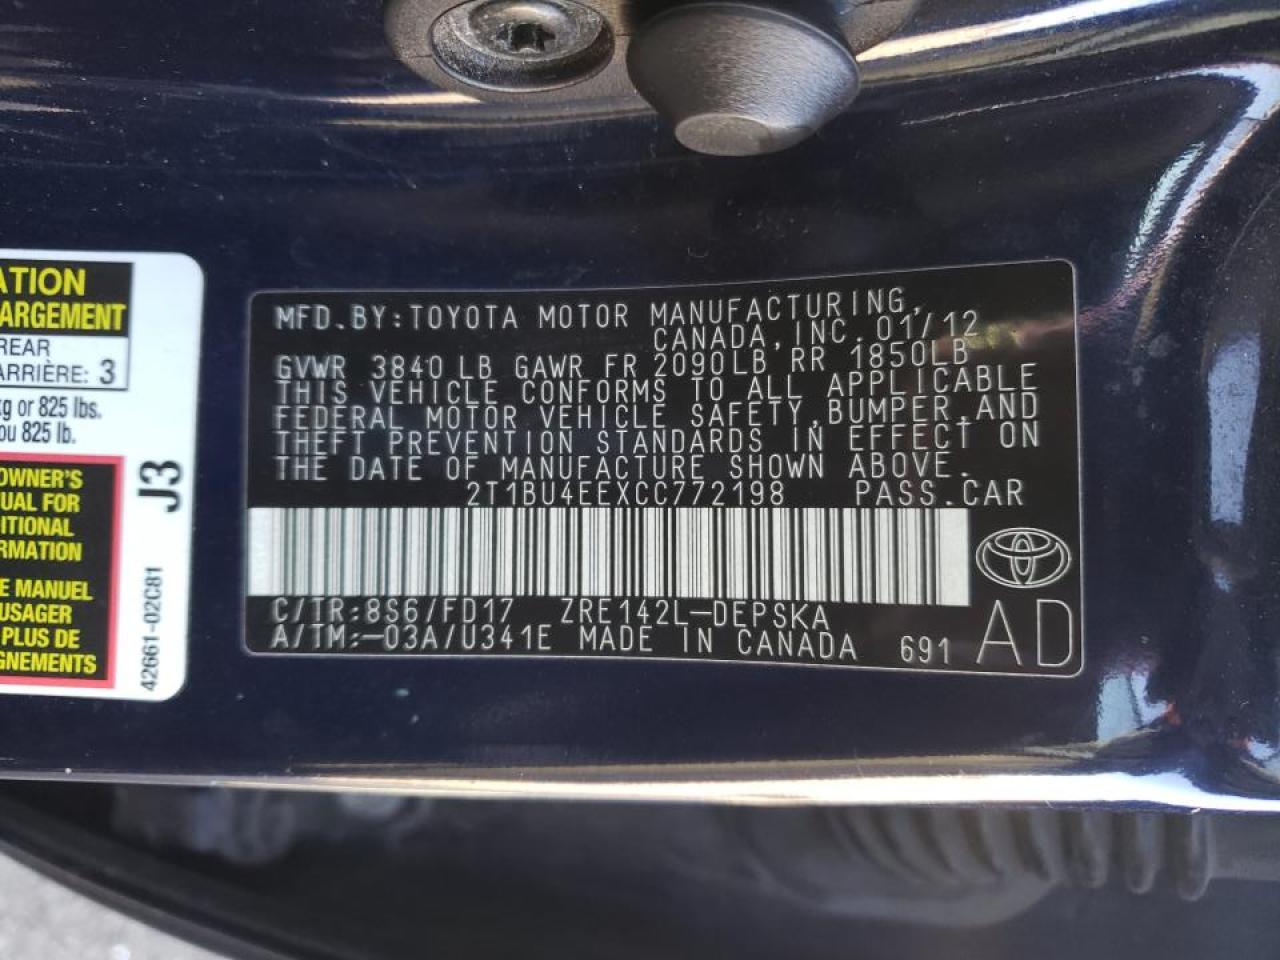 ATION
ARGEMENT
REAR
ARRIÈRE: 3
kg or 825 lbs.
ou 825 lb.
OWNER'S
UAL FOR
DITIONAL
RMATION
E MANUEL
USAGER
PLUS DE
GNEMENTS
J3
42661-02C81
MFD.BY:TOYOTA MOTOR MANUFACTURING,
CANADA, INC. 01/12
GVWR 3840 LB GAWR FR 2090LB RR 1850LB
THIS VEHICLE CONFORMS TO ALL APPLICABLE
FEDERAL MOTOR VEHICLE SAFETY,BUMPER,AND
THEFT PREVENTION STANDARDS IN EFFECT ON
THE DATE OF MANUFACTURE SHOWN ABOVE.
2T1BU4EEXCC772198 PASS.CAR
C/TR:8S6/FD17 ZRE142L-DEPSKA
A/TM:-03A/U341E MADE IN CANADA 691
AD